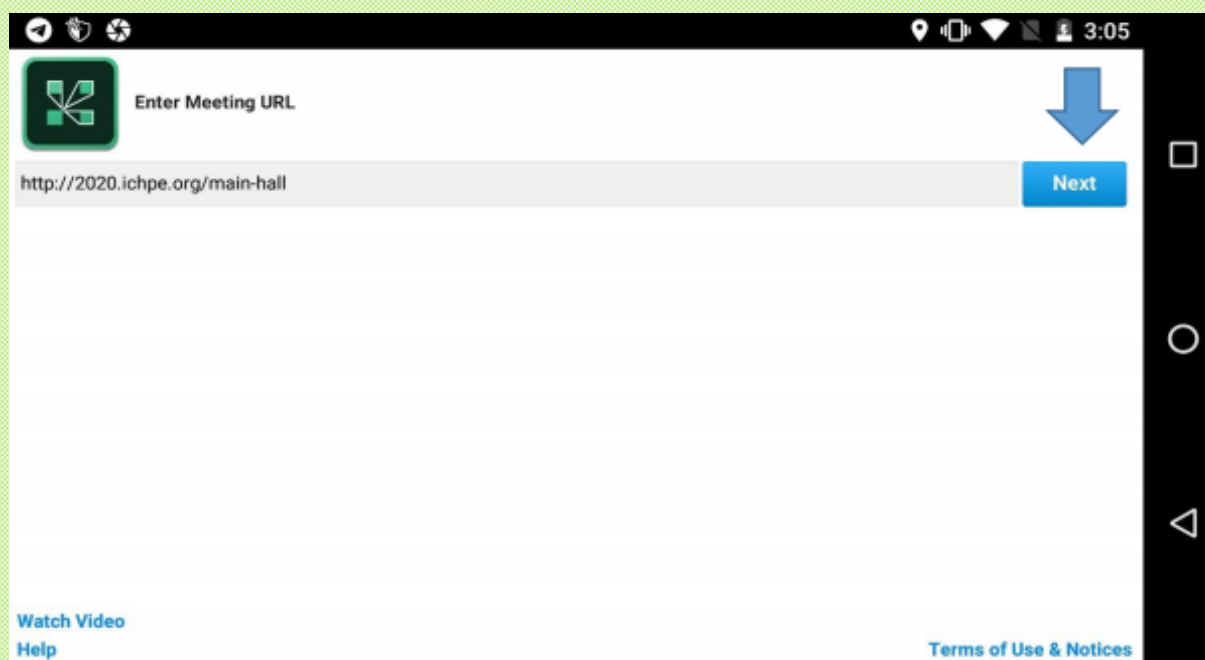 3:05
Enter Meeting URL
http://2020.ichpe.org/main-hall
Next
Watch Video
Help
Terms of Use & Notices